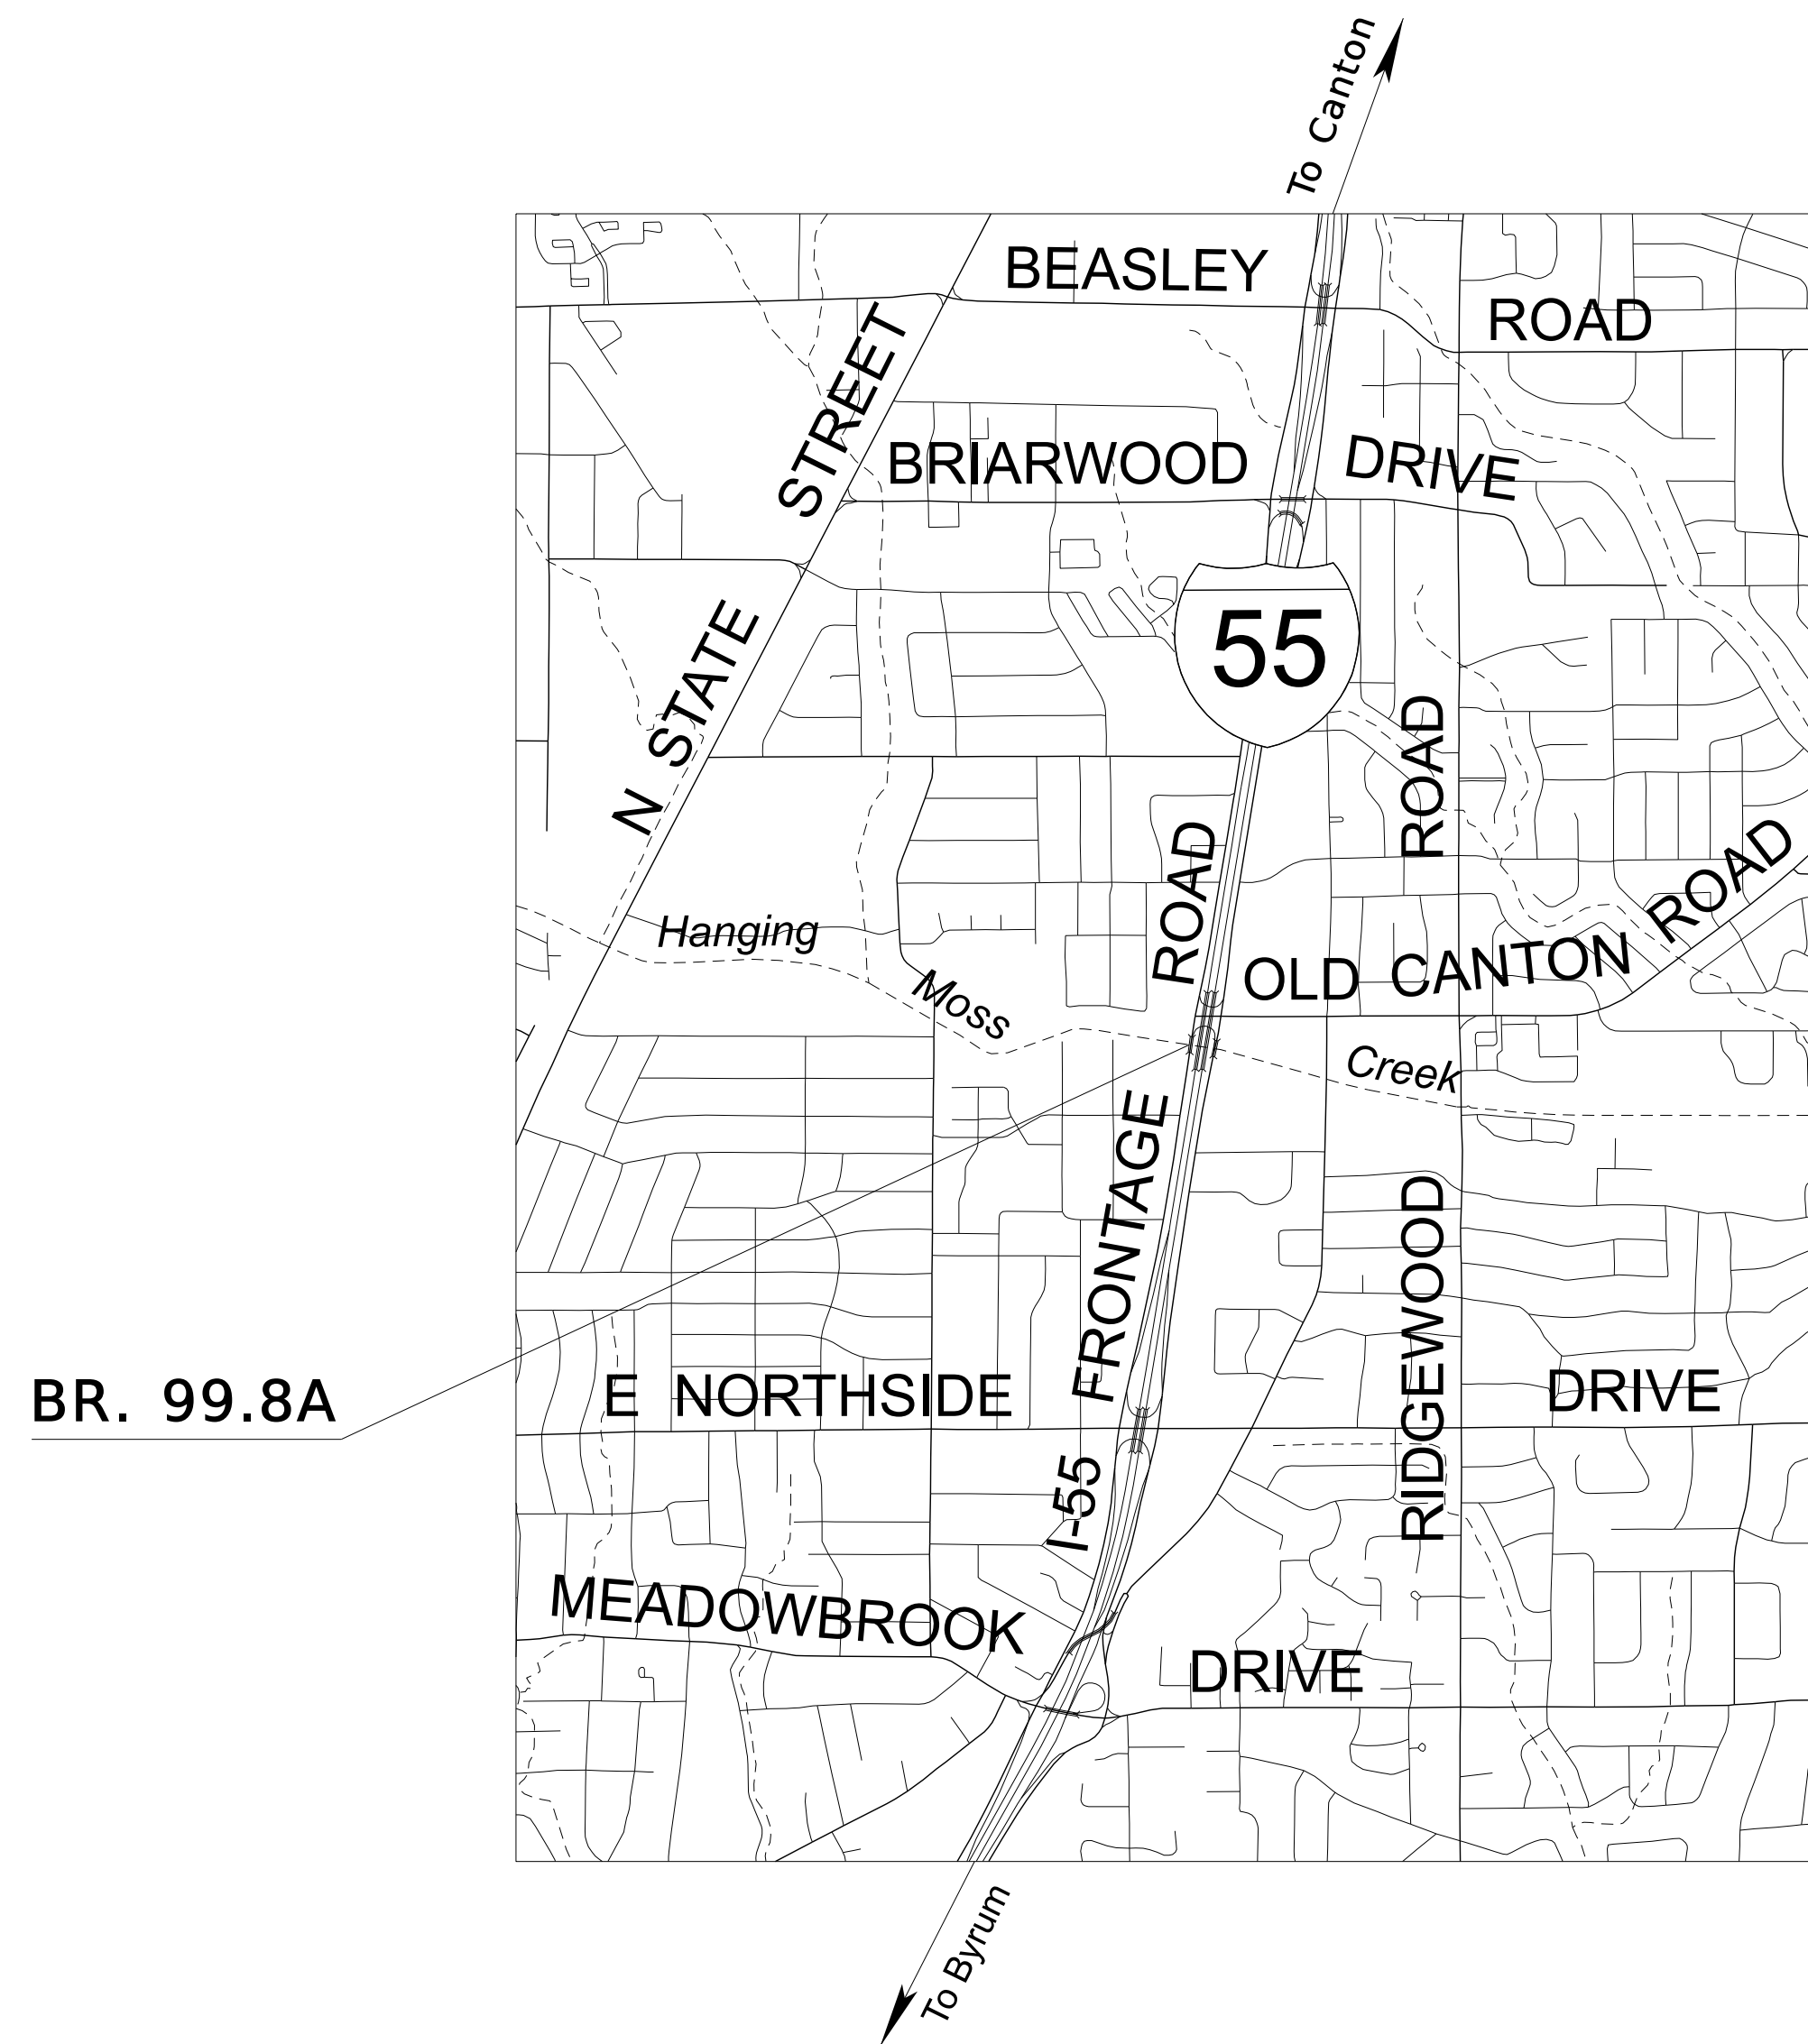 To Canton
BEASLEY
ROAD
N STATE STREET
BRIARWOOD
DRIVE
55
ROAD
ROAD
Hanging
Moss
OLD CANTON ROAD
Creek
FRONTAGE
RIDGEWOOD
BR. 99.8A
E NORTHSIDE
DRIVE
I-55
MEADOWBROOK
DRIVE
To Byrum